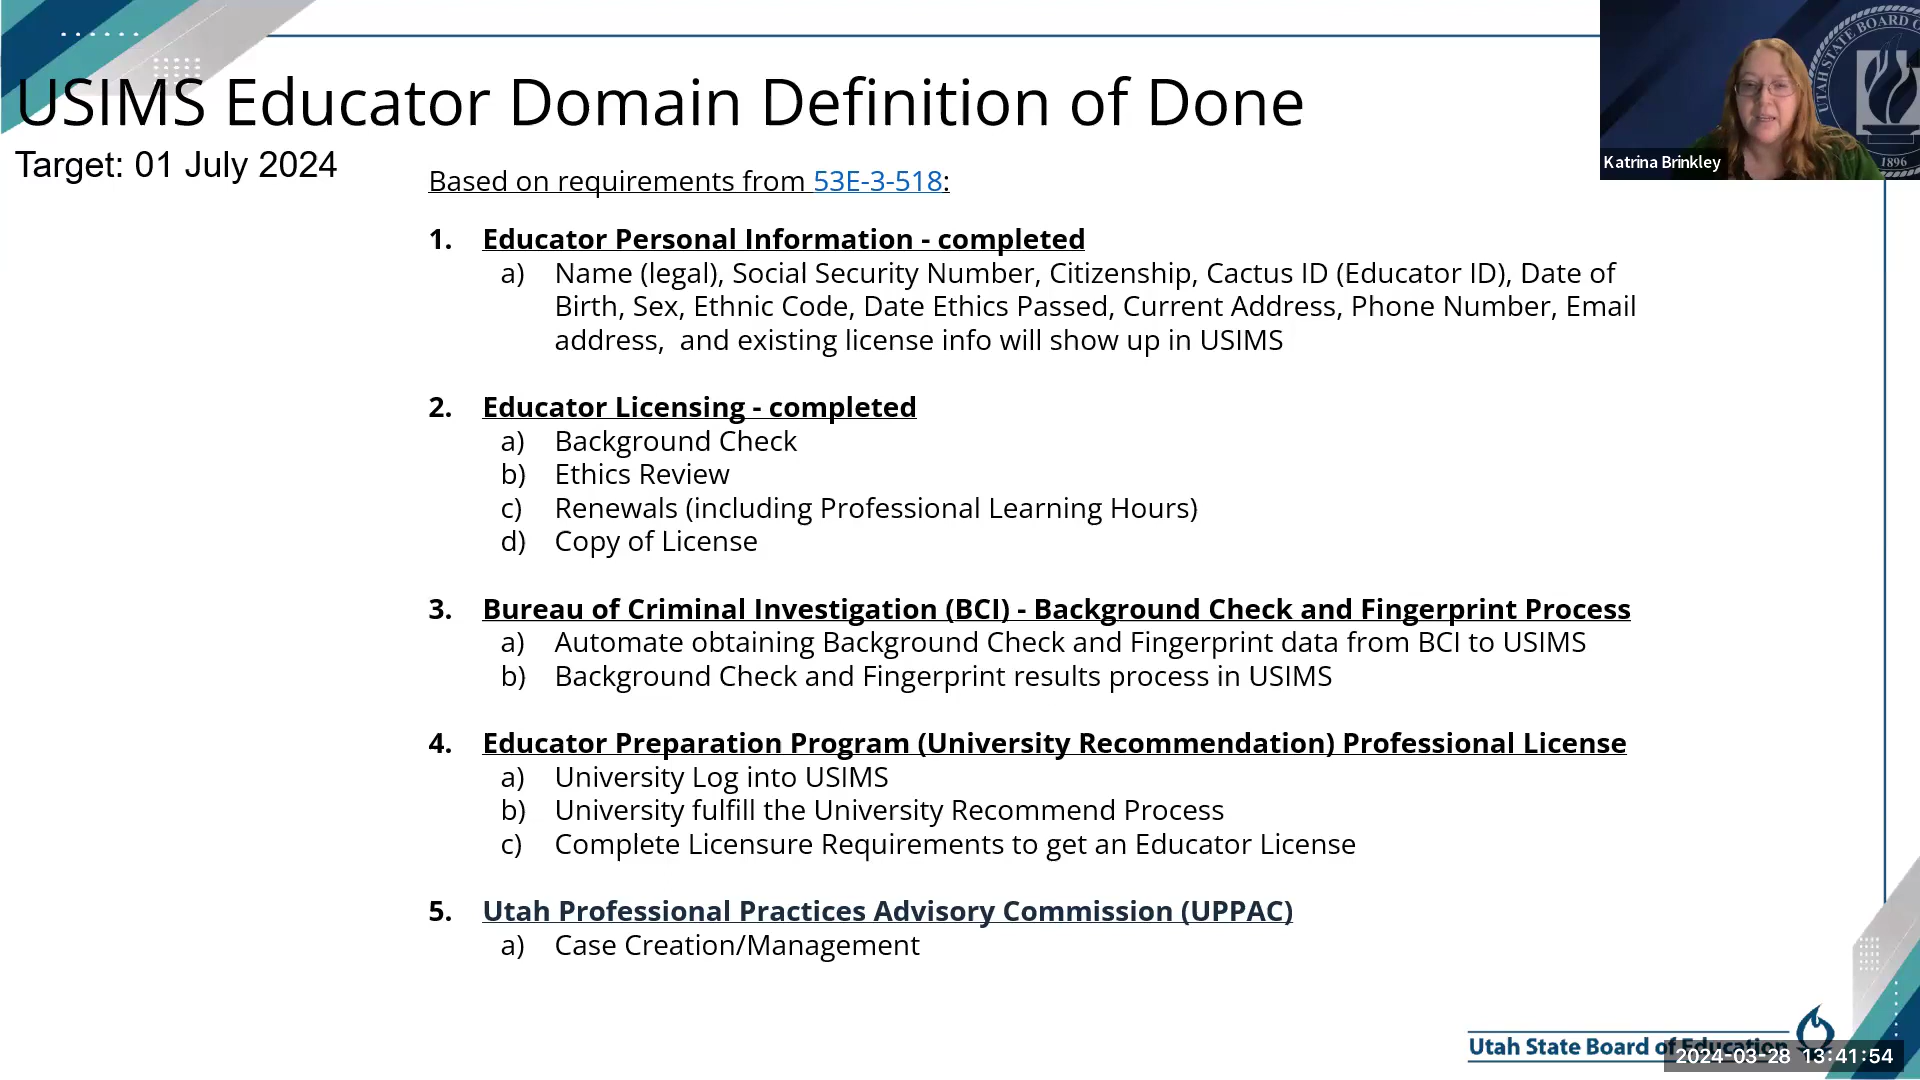 USIMS Educator Domain Definition of Done
Target: 01 July 2024
Based on requirements from 53E-3-518:
1. Educator Personal Information - completed
a) Name (legal), Social Security Number, Citizenship, Cactus ID (Educator ID), Date of
Birth, Sex, Ethnic Code, Date Ethics Passed, Current Address, Phone Number, Email
address,  and existing license info will show up in USIMS
2. Educator Licensing - completed
a) Background Check
b) Ethics Review
c) Renewals (including Professional Learning Hours)
d) Copy of License
3. Bureau of Criminal Investigation (BCI) - Background Check and Fingerprint Process
a) Automate obtaining Background Check and Fingerprint data from BCI to USIMS
b) Background Check and Fingerprint results process in USIMS
4. Educator Preparation Program (University Recommendation) Professional License
a) University Log into USIMS
b) University fulfill the University Recommend Process
c) Complete Licensure Requirements to get an Educator License
5. Utah Professional Practices Advisory Commission (UPPAC)
a) Case Creation/Management
UTAH STATE BOARD
1896
Katrina Brinkley
Utah State Board of Education
2024-03-28 13:41:54